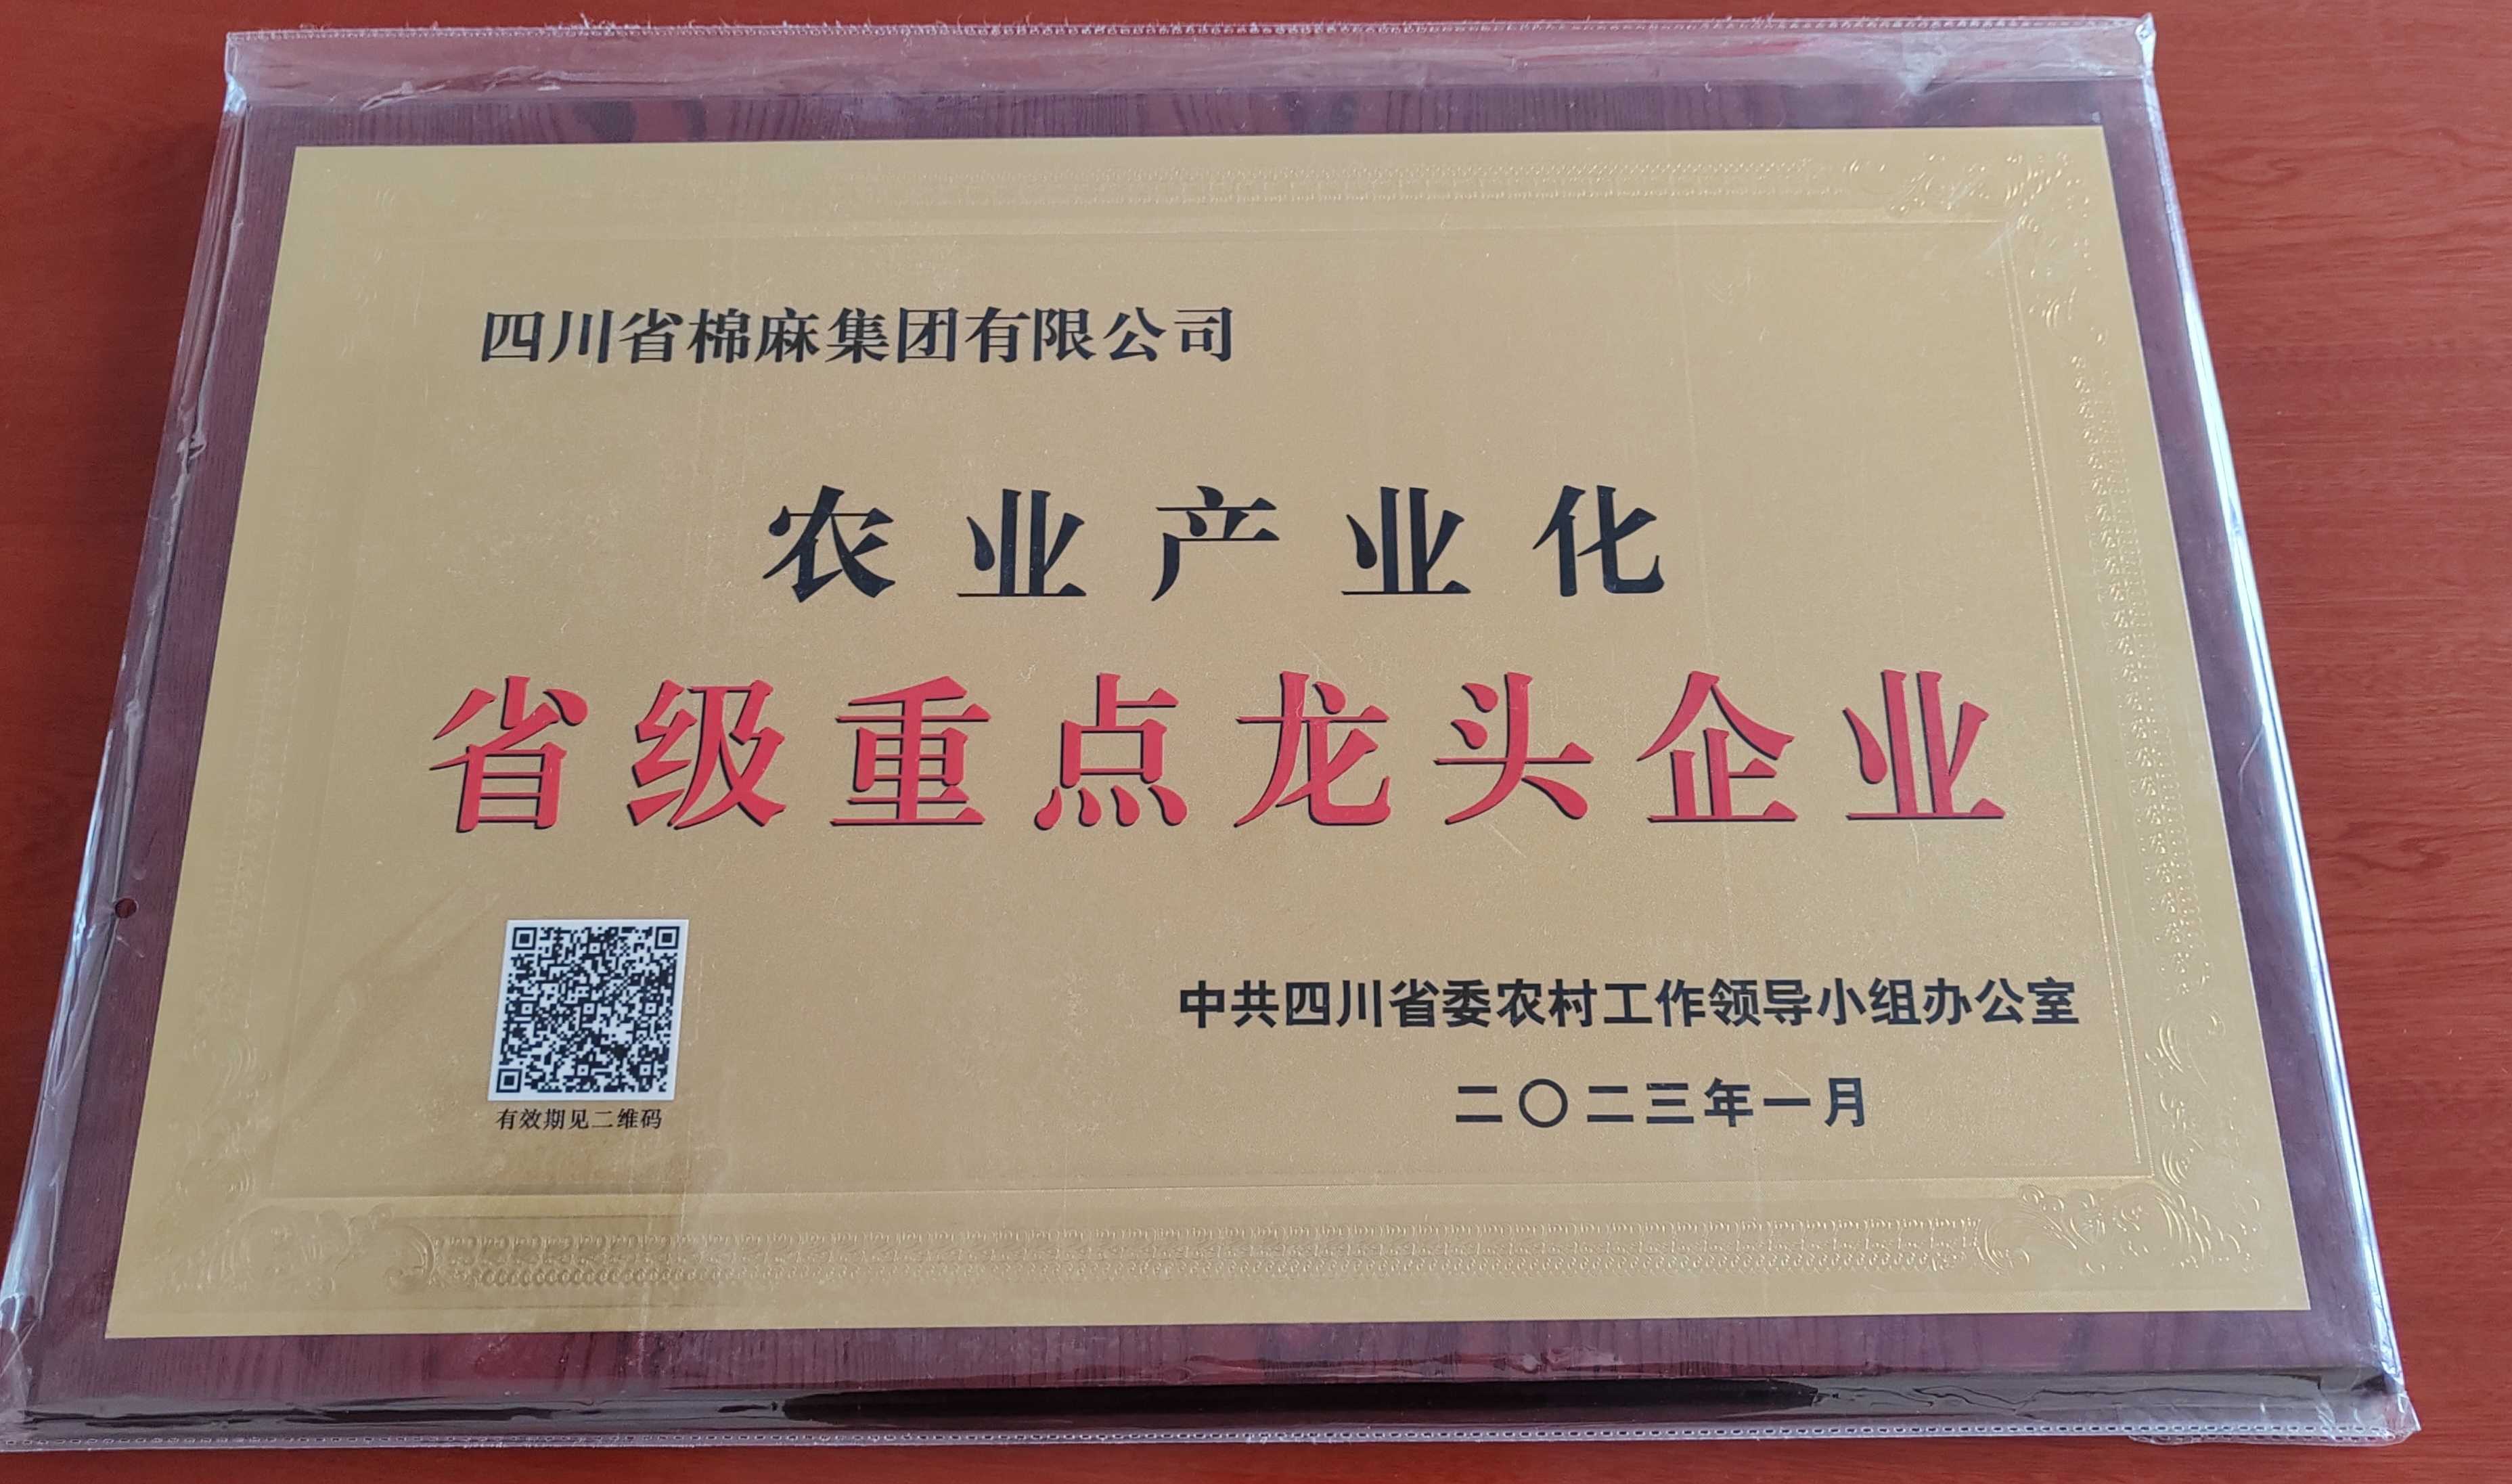 四川省棉麻集团有限公司
农业产业化
省级重点龙头企业
中共四川省委农村工作领导小组办公室
二〇二三年一月
有效期见二维码